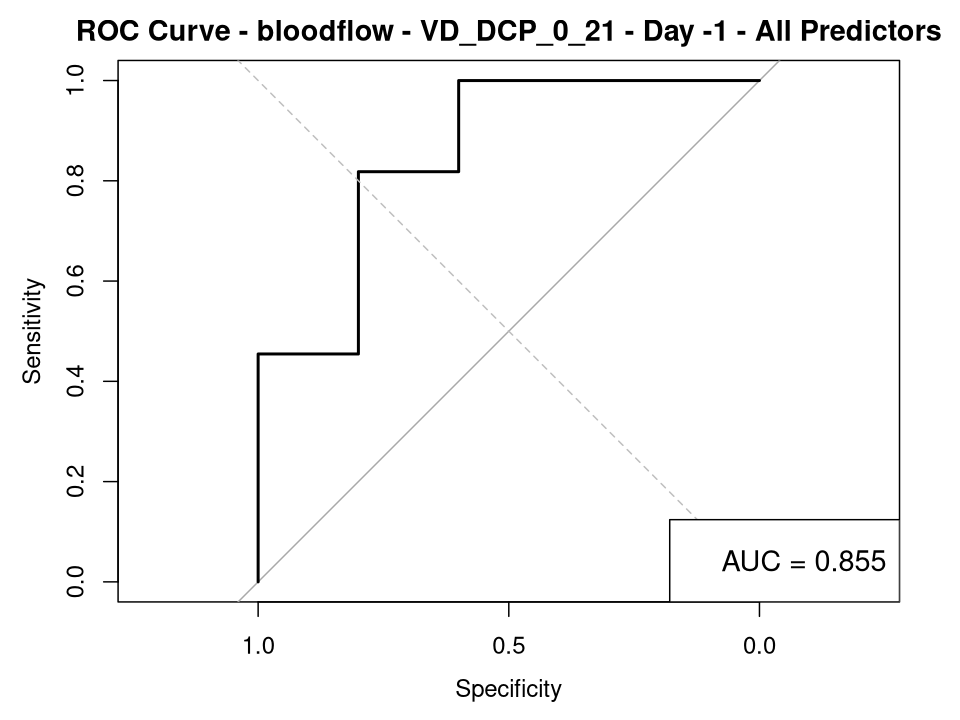 ROC Curve - bloodflow - VD_DCP_0_21 - Day -1 - All Predictors
1.0
0.8
0.6
0.4
0.2
0.0
Sensitivity
AUC = 0.855
1.0 0.5 0.0
Specificity